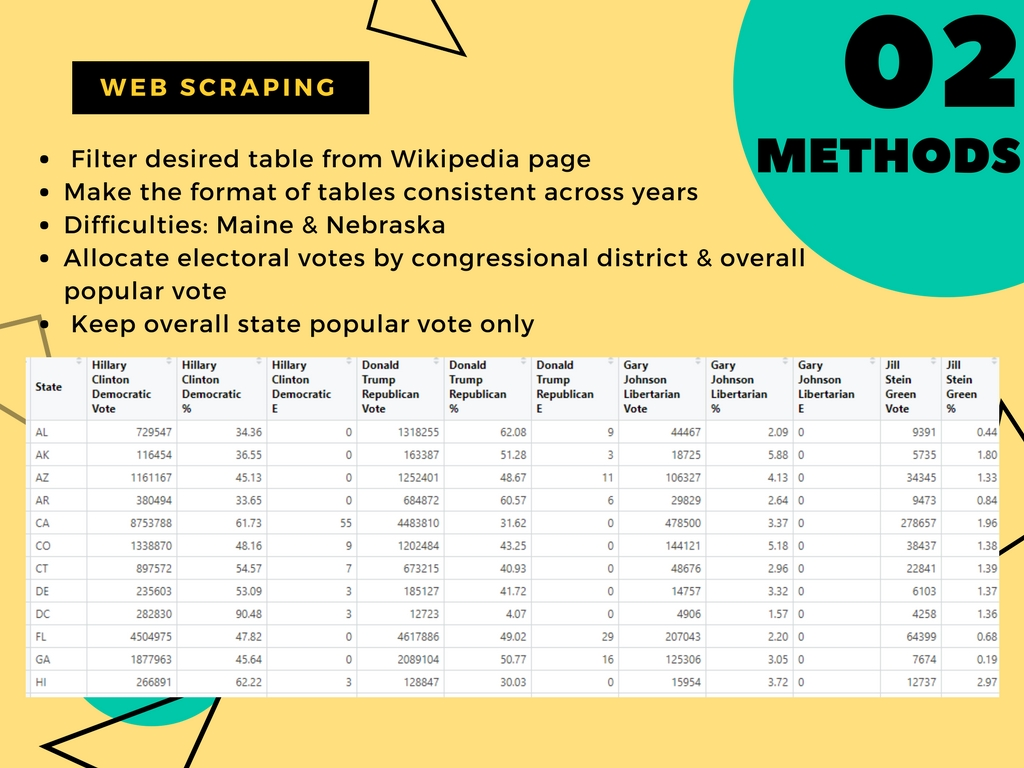 02
METHODS
WEB SCRAPING
• Filter desired table from Wikipedia page
• Make the format of tables consistent across years
• Difficulties: Maine & Nebraska
• Allocate electoral votes by congressional district & overall
popular vote
• Keep overall state popular vote only
State | Hillary Clinton Democratic Vote | Hillary Clinton Democratic % | Hillary Clinton Democratic E | Donald Trump Republican Vote | Donald Trump Republican % | Donald Trump Republican E | Gary Johnson Libertarian Vote | Gary Johnson Libertarian % | Gary Johnson Libertarian E | Jill Stein Green Vote | Jill Stein Green %
AL 729547 34.36 0 1318255 62.08 9 44467 2.09 0 9391 0.44
AK 116454 36.55 0 163387 51.28 3 18725 5.88 0 5735 1.80
AZ 1161167 45.13 0 1252401 48.67 11 106327 4.13 0 34345 1.33
AR 380494 33.65 0 684872 60.57 6 29829 2.64 0 9473 0.84
CA 8753788 61.73 55 4483810 31.62 0 478500 3.37 0 278657 1.96
CO 1338870 48.16 9 1202484 43.25 0 144121 5.18 0 38437 1.38
CT 897572 54.57 7 673215 40.93 0 48676 2.96 0 22841 1.39
DE 235603 53.09 3 185127 41.72 0 14757 3.32 0 6103 1.37
DC 282830 90.48 3 12723 4.07 0 4906 1.57 0 4258 1.36
FL 4504975 47.82 0 4617886 49.02 29 207043 2.20 0 64399 0.68
GA 1877963 45.64 0 2089104 50.77 16 125306 3.05 0 7674 0.19
HI 266891 62.22 3 128847 30.03 0 15954 3.72 0 12737 2.97